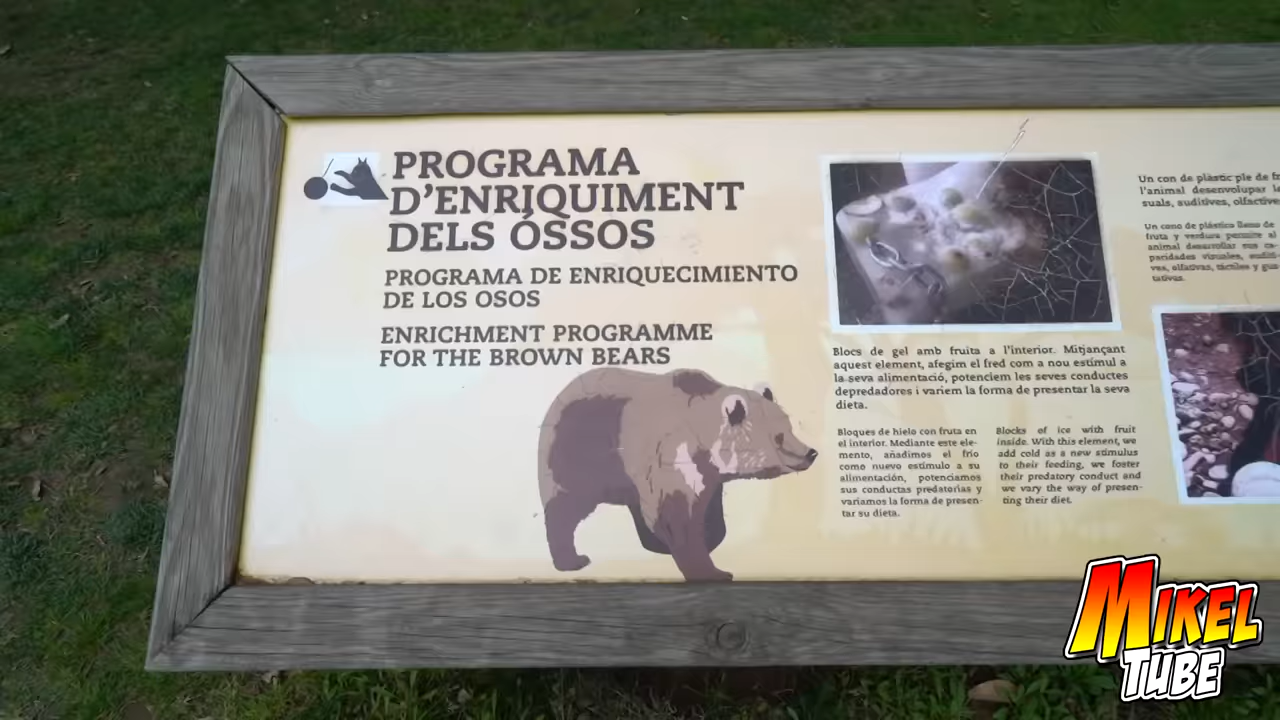 PROGRAMA
D'ENRIQUIMENT
DELS ÓSSOS
PROGRAMA DE ENRIQUECIMIENTO
DE LOS OSOS
ENRICHMENT PROGRAMME
FOR THE BROWN BEARS
Blocs de gel amb fruita a l'interior. Mitjançant
aquest element, afegim el fred com a nou estímul a
la seva alimentació, potenciem les seves conductes
depredadores i variem la forma de presentar la seva
dieta.
Bloques de hielo con fruta en
el interior. Mediante este ele-
mento, añadimos el frío
como nuevo estímulo a su
alimentación, potenciamos
sus conductas predatorias y
variamos la forma de presen-
tar su dieta.
Blocks of ice with fruit
inside. With this element, we
add cold as a new stimulus
to their feeding, we foster
their predatory conduct and
we vary the way of presen-
ting their diet.
Un con de plàstic ple de
l'animal desenvolupar
suals, auditives, olfactive
Un cono de plástico lleno de
fruta y verdura permite al
animal desarrollar sus ca-
pacidades visuales, auditi-
vas, olfativas, táctiles y gus-
tativas.
MIKEL
TUBE